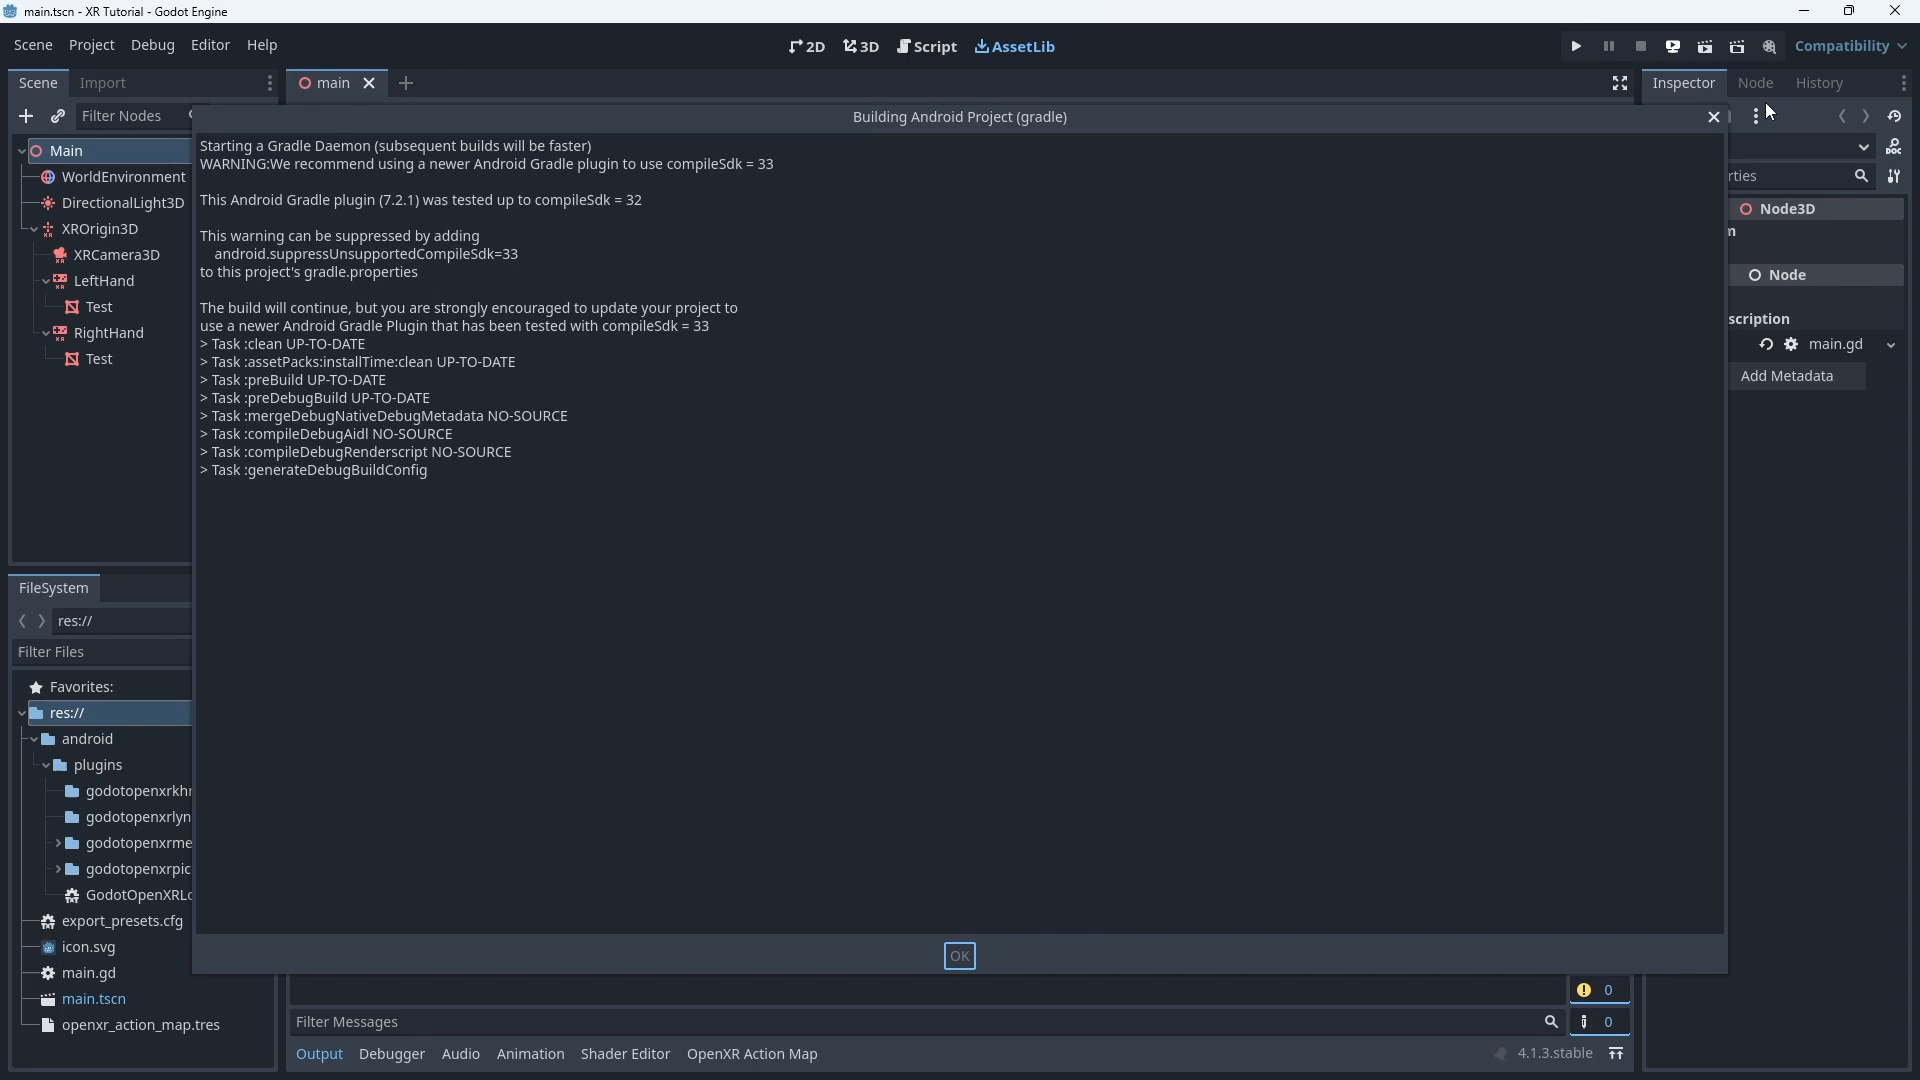 main.tscn - XR Tutorial - Godot Engine
Scene Project Debug Editor Help
2D 3D Script AssetLib
Compatibility
Scene Import
main
Inspector Node History
Filter Nodes
Building Android Project (gradle)
Starting a Gradle Daemon (subsequent builds will be faster)
WARNING:We recommend using a newer Android Gradle plugin to use compileSdk = 33
This Android Gradle plugin (7.2.1) was tested up to compileSdk = 32
This warning can be suppressed by adding
android.suppressUnsupportedCompileSdk=33
to this project's gradle.properties
The build will continue, but you are strongly encouraged to update your project to
use a newer Android Gradle Plugin that has been tested with compileSdk = 33
> Task :clean UP-TO-DATE
> Task :assetPacks:installTime:clean UP-TO-DATE
> Task :preBuild UP-TO-DATE
> Task :preDebugBuild UP-TO-DATE
> Task :mergeDebugNativeDebugMetadata NO-SOURCE
> Task :compileDebugAidl NO-SOURCE
> Task :compileDebugRenderscript NO-SOURCE
> Task :generateDebugBuildConfig
OK
Main
WorldEnvironment
DirectionalLight3D
XROrigin3D
XRCamera3D
LeftHand
Test
RightHand
Test
FileSystem
res://
Filter Files
Favorites:
res://
android
plugins
godotopenxrkhr
godotopenxrlyn
godotopenxrme
godotopenxrpic
GodotOpenXRLo
export_presets.cfg
icon.svg
main.gd
main.tscn
openxr_action_map.tres
rties
Node3D
m
Node
scription
main.gd
Add Metadata
0
Filter Messages
0
Output Debugger Audio Animation Shader Editor OpenXR Action Map
4.1.3.stable